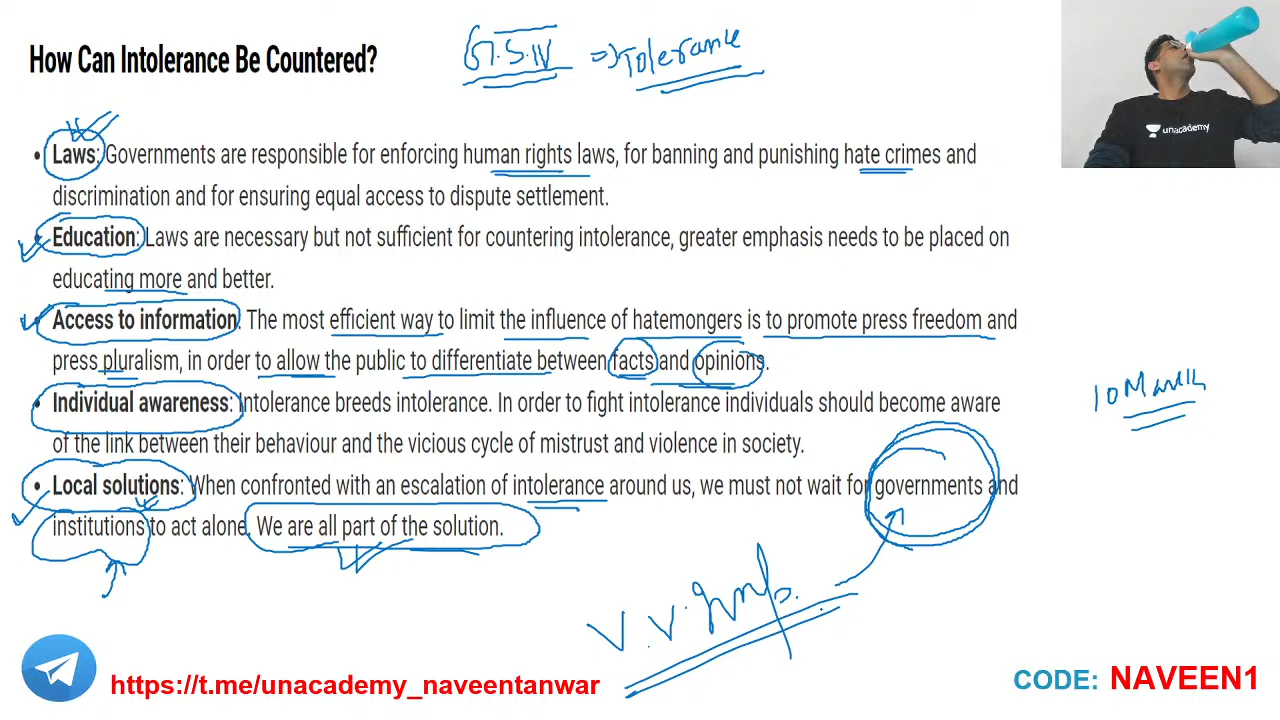 How Can Intolerance Be Countered?
G.S.IV => Tolerance
unacademy
• Laws: Governments are responsible for enforcing human rights laws, for banning and punishing hate crimes and
discrimination and for ensuring equal access to dispute settlement.
• Education: Laws are necessary but not sufficient for countering intolerance, greater emphasis needs to be placed on
educating more and better.
• Access to information: The most efficient way to limit the influence of hatemongers is to promote press freedom and
press pluralism, in order to allow the public to differentiate between facts and opinions.
• Individual awareness: Intolerance breeds intolerance. In order to fight intolerance individuals should become aware
of the link between their behaviour and the vicious cycle of mistrust and violence in society.
10 Mark
• Local solutions: When confronted with an escalation of intolerance around us, we must not wait for governments and
institutions to act alone. We are all part of the solution.
V.V.Imp.
https://t.me/unacademy_naveentanwar
CODE: NAVEEN1